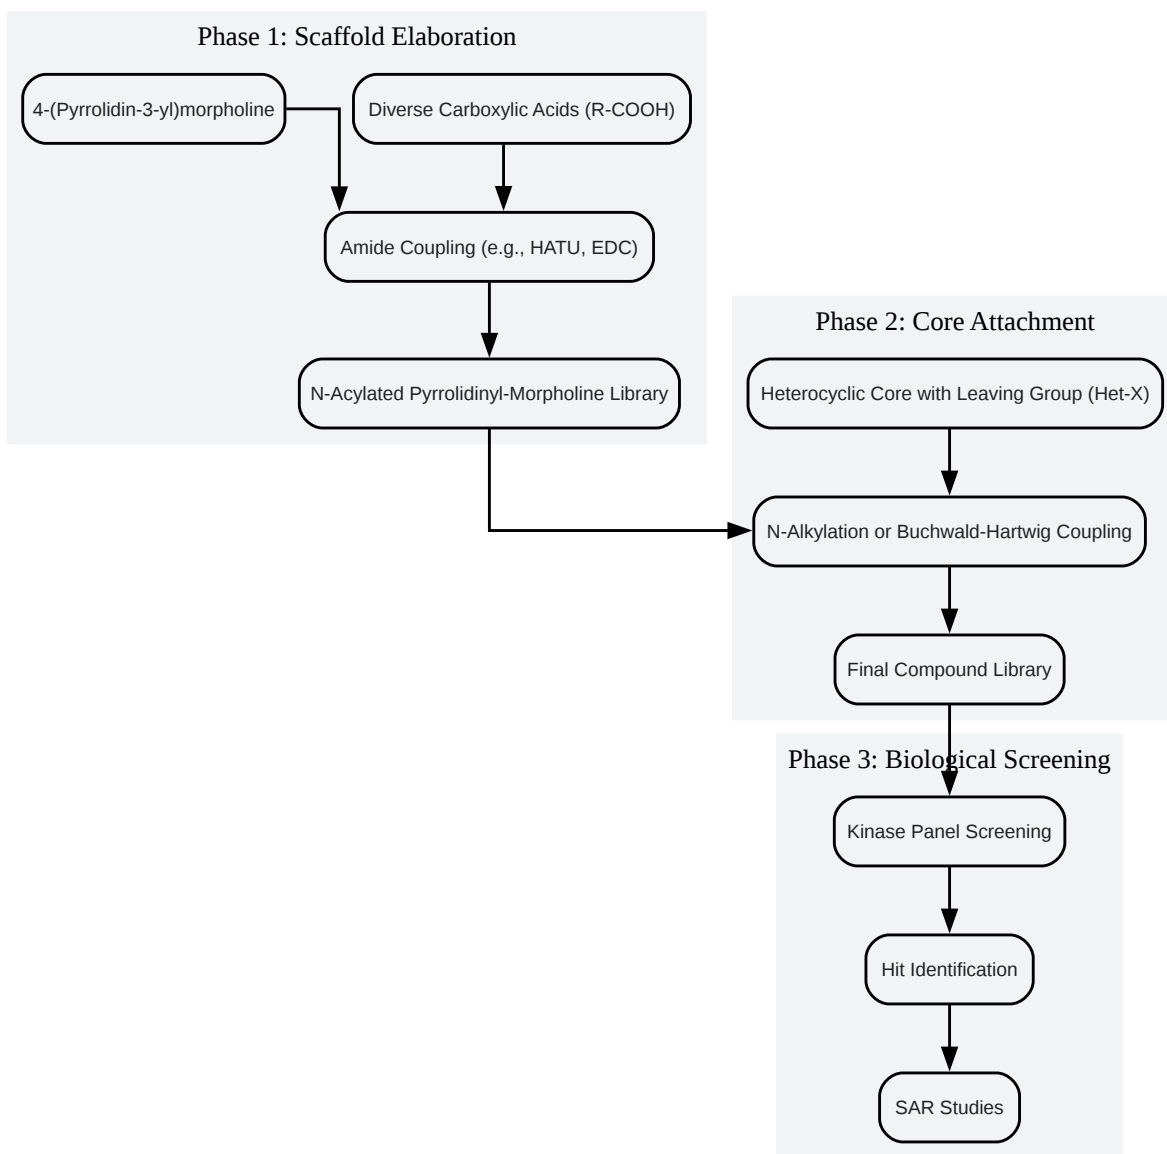 Phase 1: Scaffold Elaboration
4-(Pyrrolidin-3-yl)morpholine
Diverse Carboxylic Acids (R-COOH)
Amide Coupling (e.g., HATU, EDC)
N-Acylated Pyrrolidinyl-Morpholine Library
Phase 2: Core Attachment
Heterocyclic Core with Leaving Group (Het-X)
N-Alkylation or Buchwald-Hartwig Coupling
Final Compound Library
Phase 3: Biological Screening
Kinase Panel Screening
Hit Identification
SAR Studies